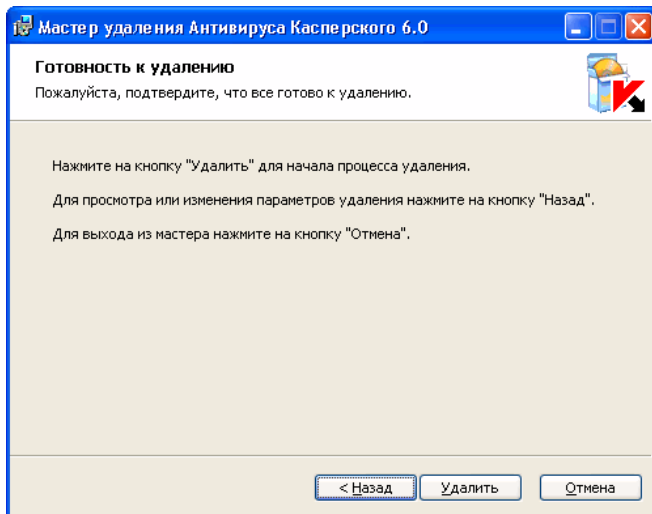 Мастер удаления Антивируса Касперского 6.0
Готовность к удалению
Пожалуйста, подтвердите, что все готово к удалению.
Нажмите на кнопку "Удалить" для начала процесса удаления.
Для просмотра или изменения параметров удаления нажмите на кнопку "Назад".
Для выхода из мастера нажмите на кнопку "Отмена".
< Назад Удалить Отмена